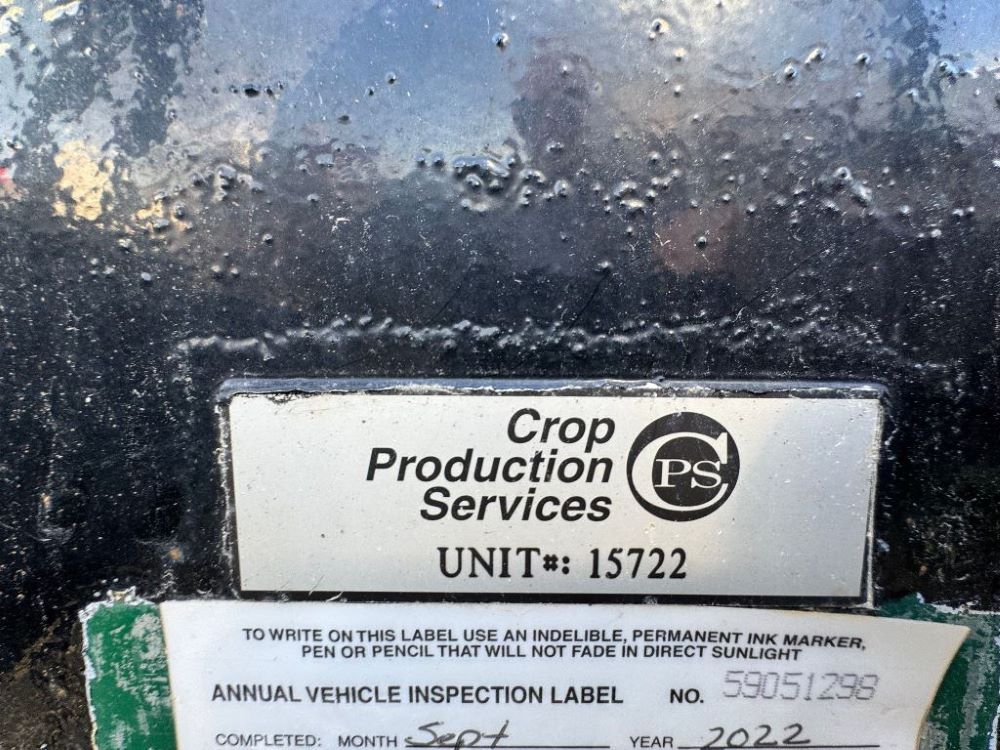 Crop
Production
Services
CPS
UNIT#: 15722
TO WRITE ON THIS LABEL USE AN INDELIBLE, PERMANENT INK MARKER,
PEN OR PENCIL THAT WILL NOT FADE IN DIRECT SUNLIGHT
ANNUAL VEHICLE INSPECTION LABEL NO. 59051298
COMPLETED: MONTH Sept YEAR 2022